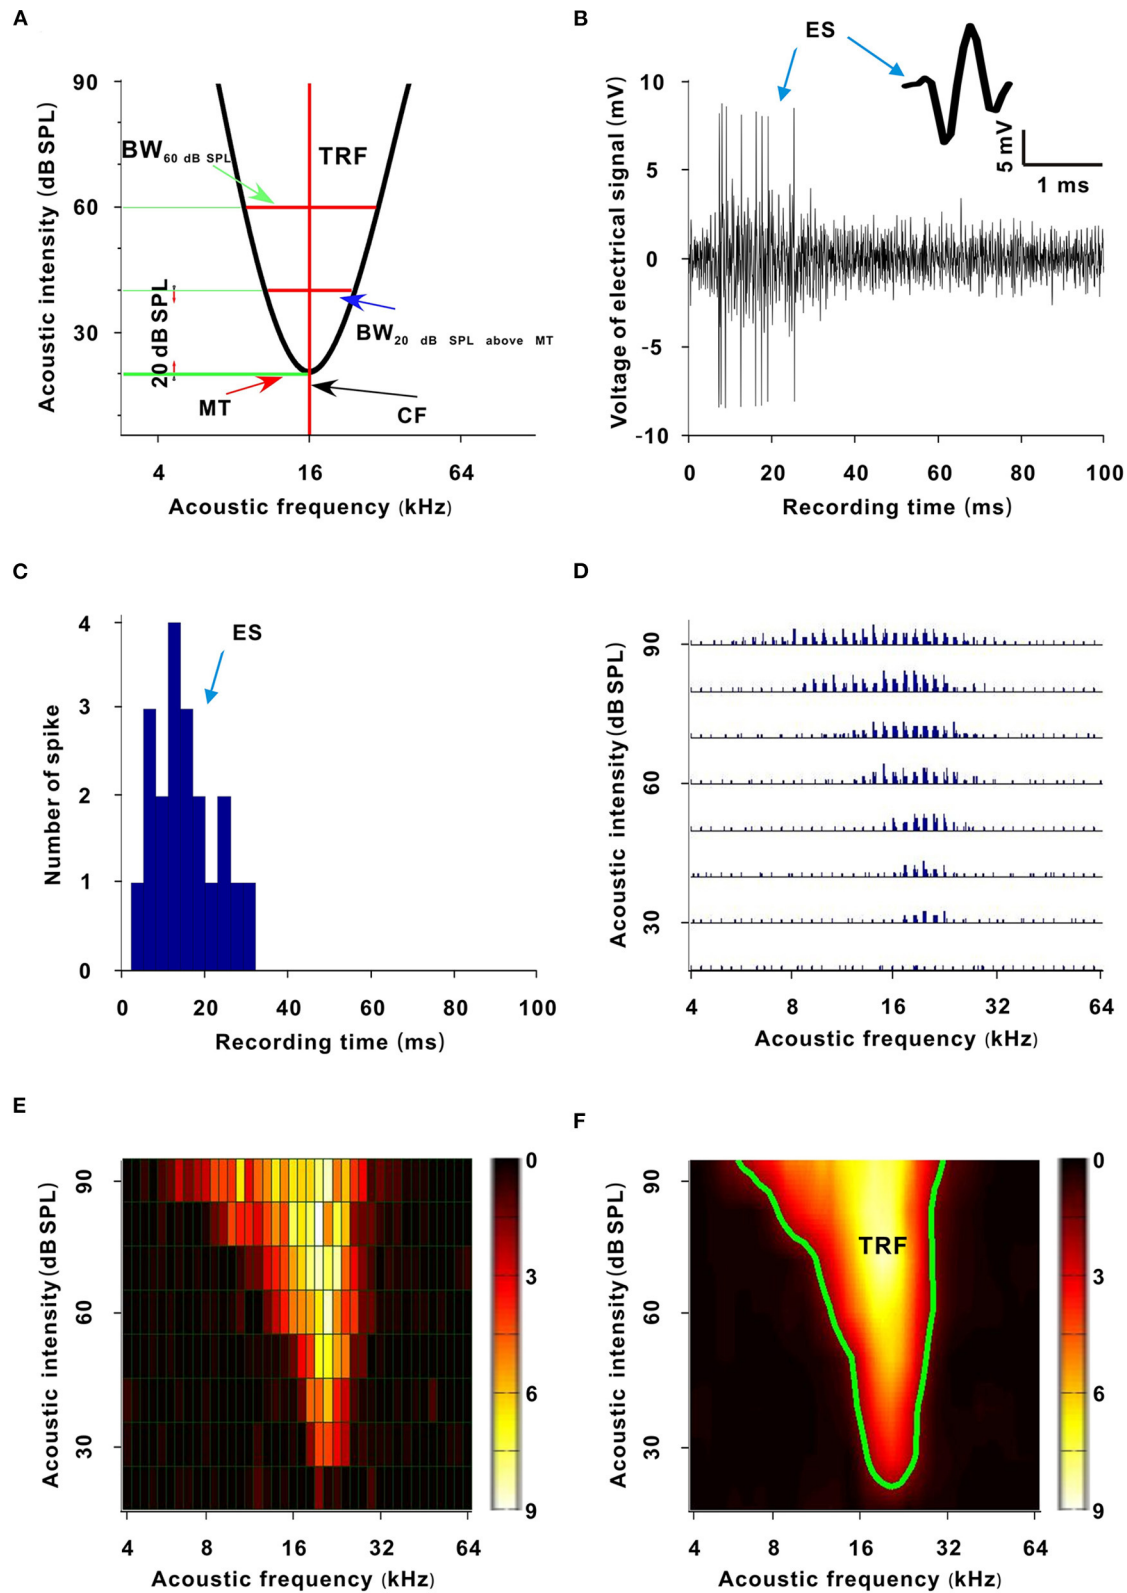 A
90
60
30
Acoustic intensity (dB SPL)
BW60 dB SPL
TRF
20 dB SPL
BW20 dB SPL above MT
MT
CF
4 16 64
Acoustic frequency (kHz)
B
ES
10
5
0
-5
-10
Voltage of electrical signal (mV)
5 mV
1 ms
0 20 40 60 80 100
Recording time (ms)
C
4
3
2
1
0
Number of spike
ES
0 20 40 60 80 100
Recording time (ms)
D
90
60
30
Acoustic intensity (dB SPL)
4 8 16 32 64
Acoustic frequency (kHz)
E
90
60
30
Acoustic intensity (dB SPL)
0
3
6
9
4 8 16 32 64
Acoustic frequency (kHz)
F
90
60
30
Acoustic intensity (dB SPL)
TRF
0
3
6
9
4 8 16 32 64
Acoustic frequency (kHz)